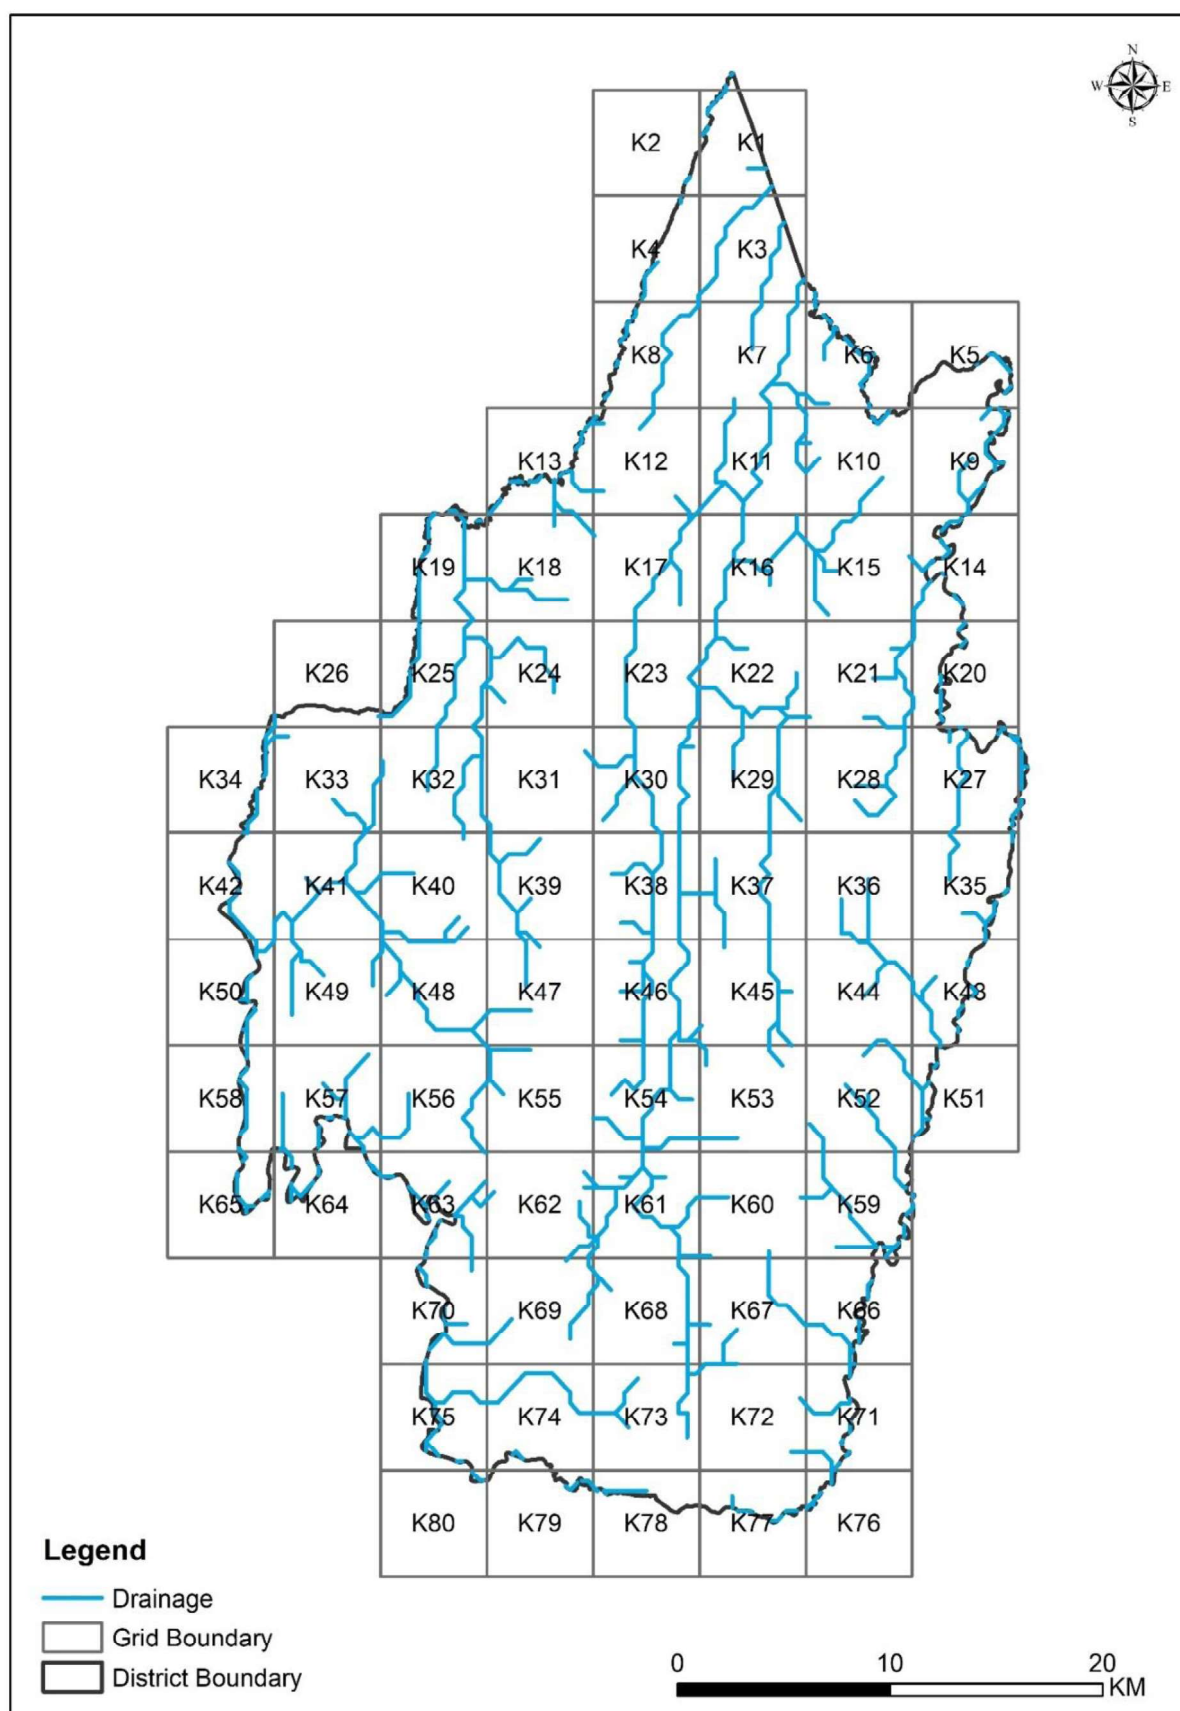 N
W E
S
K2 K1
K4 K3
K8 K7 K6 K5
K13 K12 K11 K10 K9
K19 K18 K17 K16 K15 K14
K26 K25 K24 K23 K22 K21 K20
K34 K33 K32 K31 K30 K29 K28 K27
K42 K41 K40 K39 K38 K37 K36 K35
K50 K49 K48 K47 K46 K45 K44 K43
K58 K57 K56 K55 K54 K53 K52 K51
K65 K64 K63 K62 K61 K60 K59
K70 K69 K68 K67 K66
K75 K74 K73 K72 K71
K80 K79 K78 K77 K76
Legend
Drainage
Grid Boundary
District Boundary
0 10 20
KM